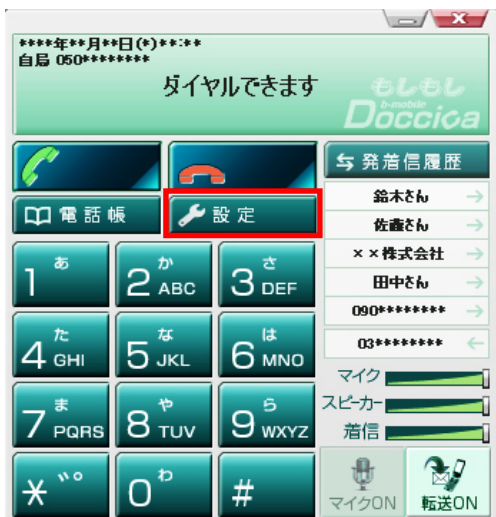 ****年**月**日(*)**:**
自局 050********
ダイヤルできます
もしもし
b-mobile
Doccica
発着信履歴
電話帳
設定
鈴木さん
佐藤さん
××株式会社
田中さん
090********
03********
1 あ
2 か ABC
3 さ DEF
4 た GHI
5 な JKL
6 は MNO
7 ま PQRS
8 や TUV
9 ら WXYZ
* ゛゜
0 わ
#
マイク
スピーカー
着信
マイクON
転送ON